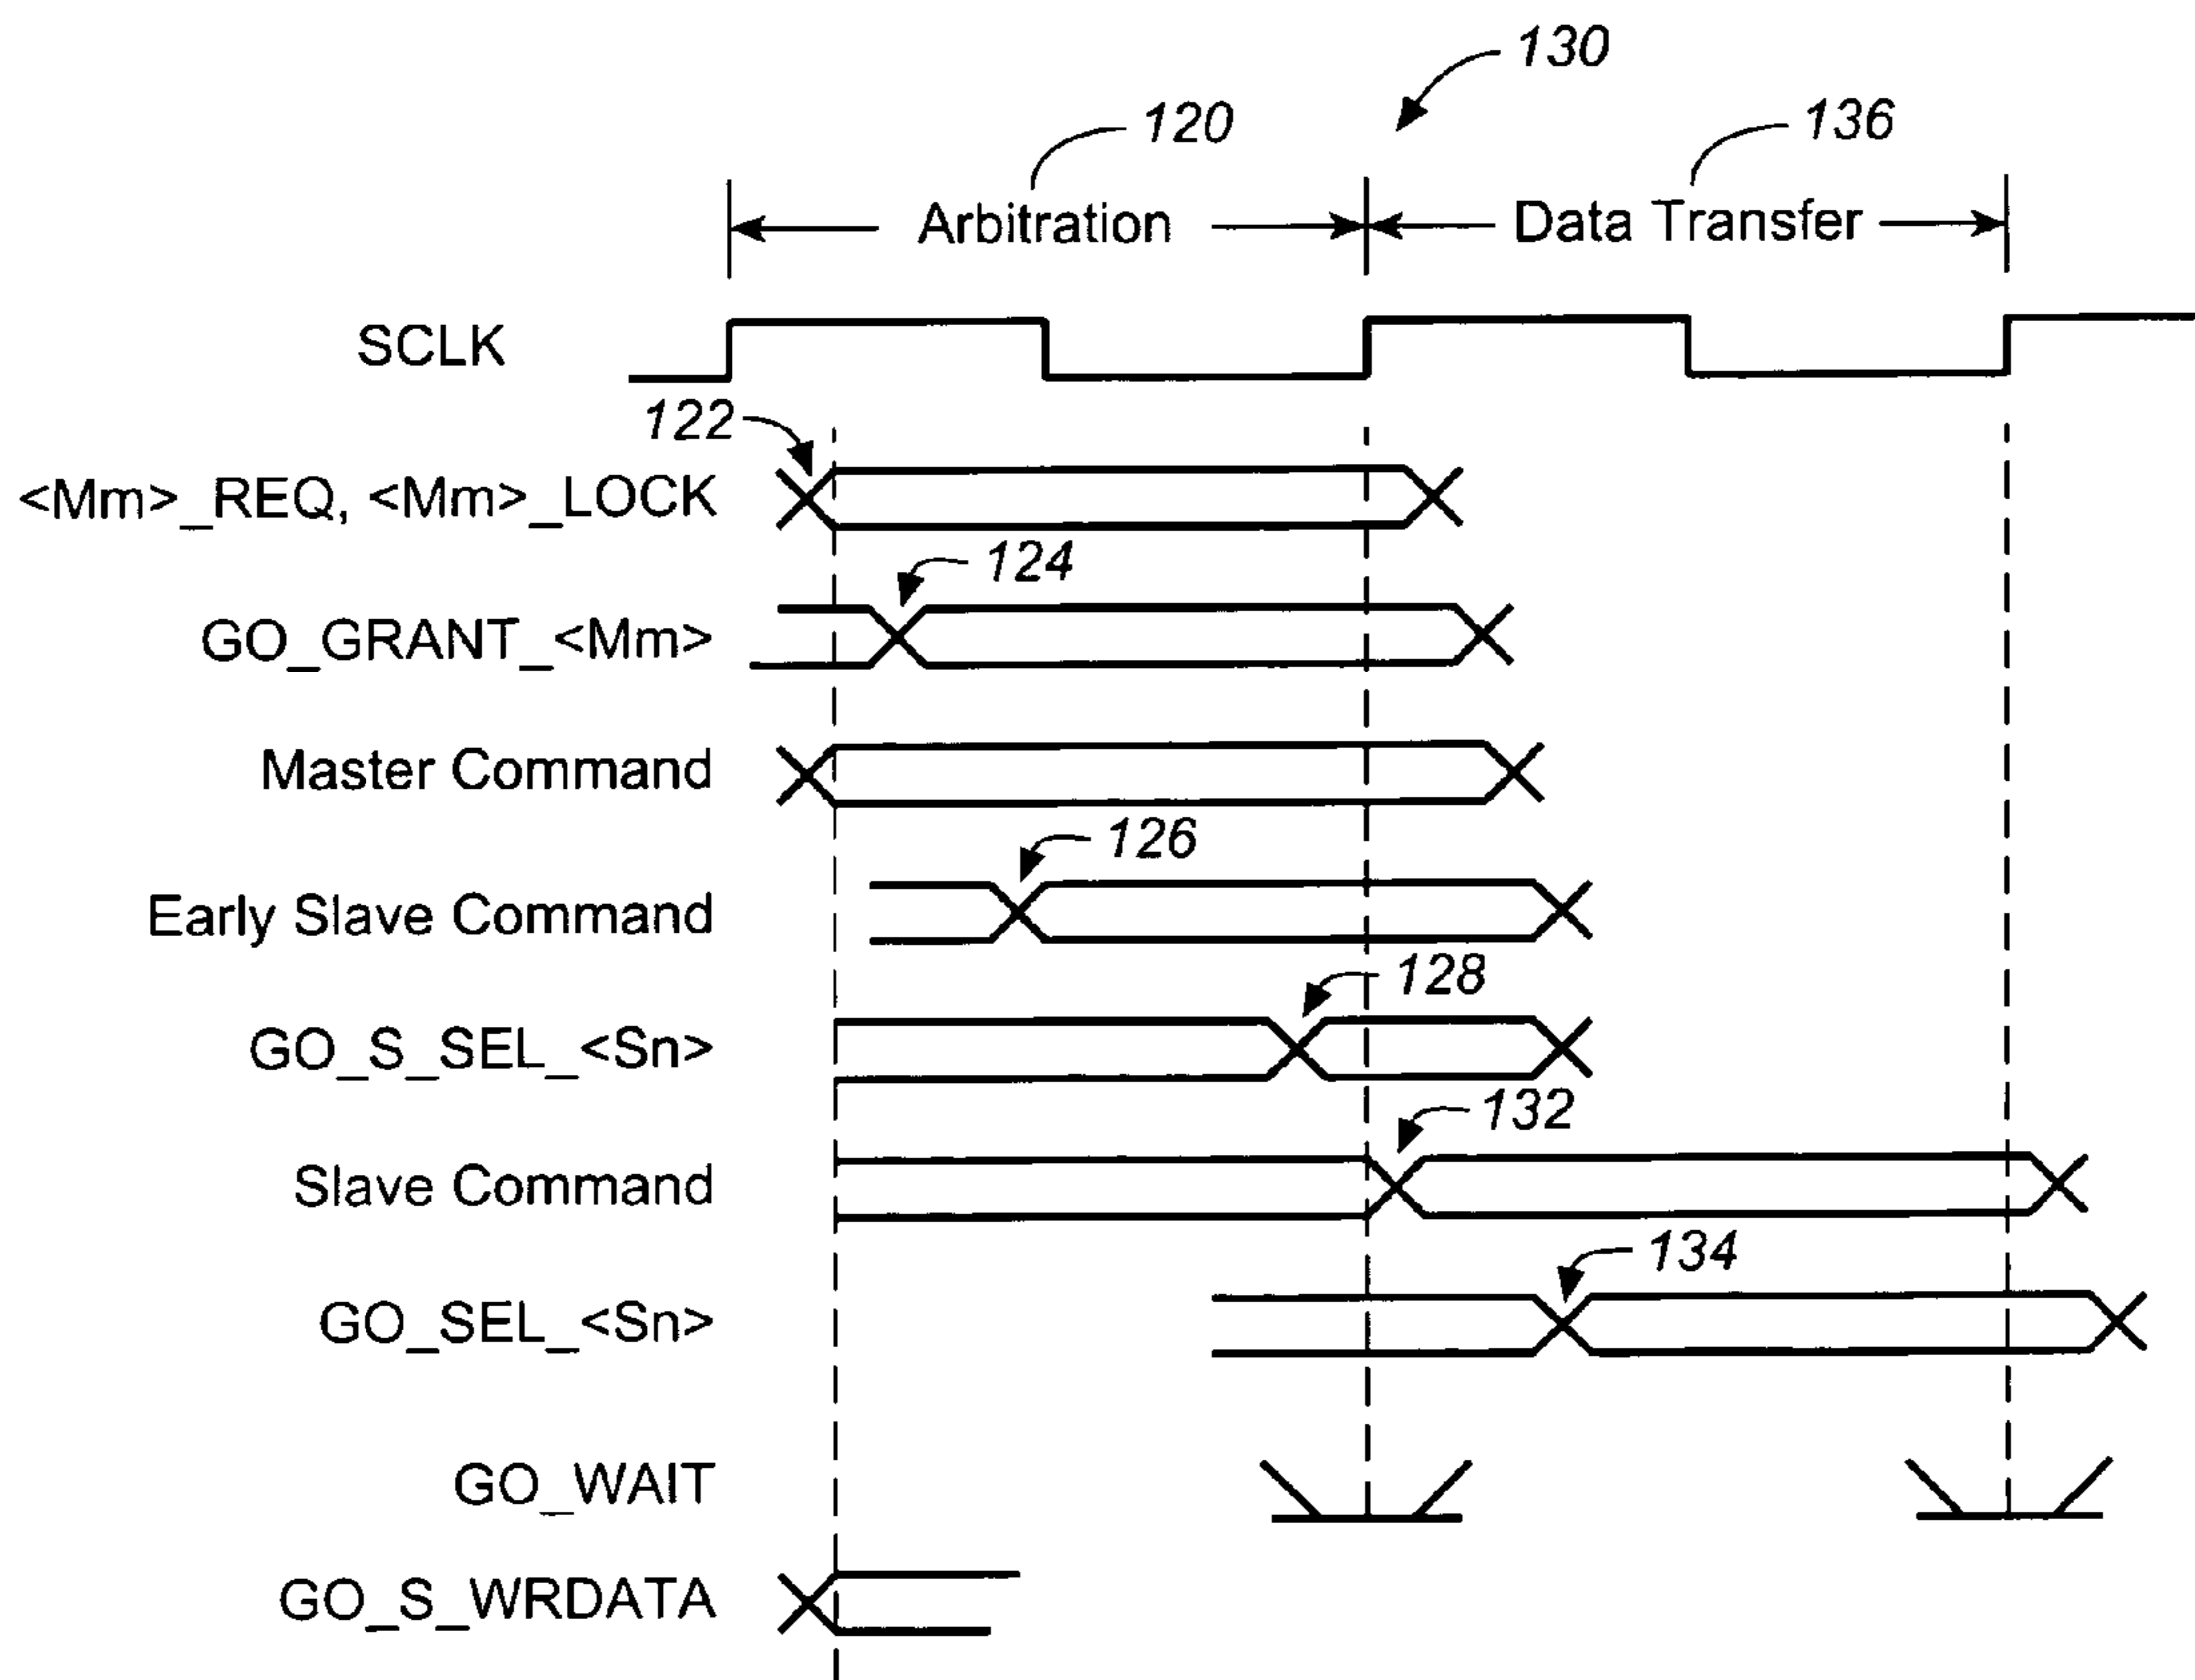 130
120
136
Arbitration
Data Transfer
SCLK
122
<Mm>_REQ, <Mm>_LOCK
124
GO_GRANT_<Mm>
Master Command
126
Early Slave Command
128
GO_S_SEL_<Sn>
132
Slave Command
134
GO_SEL_<Sn>
GO_WAIT
GO_S_WRDATA